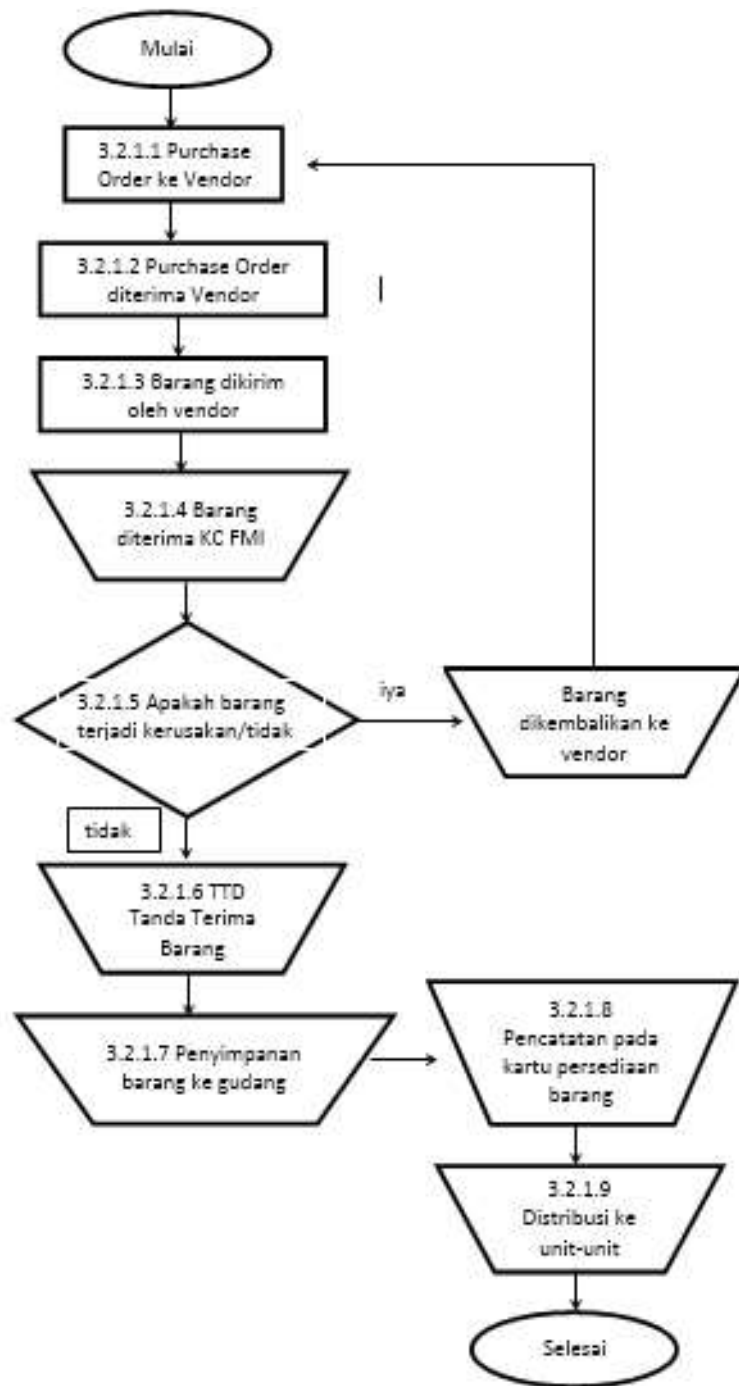 Mulai
3.2.1.1 Purchase
Order ke Vendor
3.2.1.2 Purchase Order
diterima Vendor
3.2.1.3 Barang dikirim
oleh vendor
3.2.1.4 Barang
diterima KC FMI
3.2.1.5 Apakah barang
terjadi kerusakan/tidak
iya
Barang
dikembalikan ke
vendor
tidak
3.2.1.6 TTD
Tanda Terima
Barang
3.2.1.7 Penyimpanan
barang ke gudang
3.2.1.8
Pencatatan pada
kartu persediaan
barang
3.2.1.9
Distribusi ke
unit-unit
Selesai